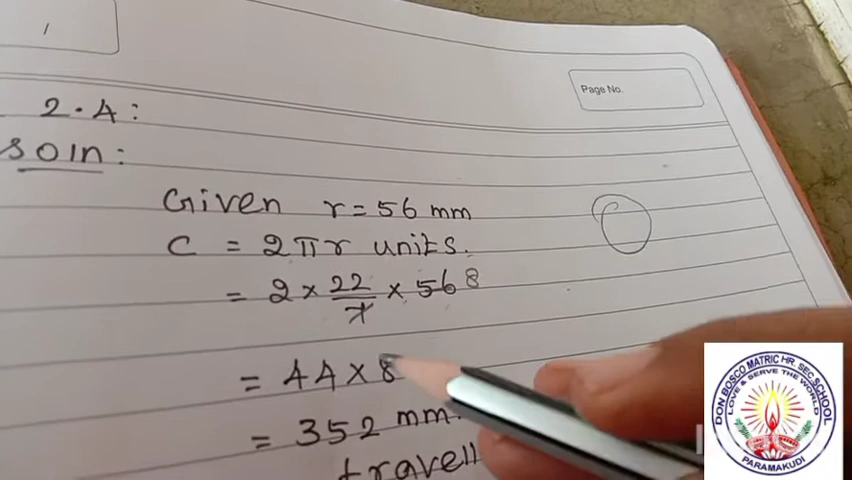 1
Page No.
2.4:
soln:
Given r = 56 mm
C = 2πr units.
= 2 × 22/7 × 56 8
= 44 × 8
= 352 mm.
travell
DON BOSCO MATRIC HR. SEC SCHOOL
LOVE & SERVE THE WORLD
PARAMAKUDI